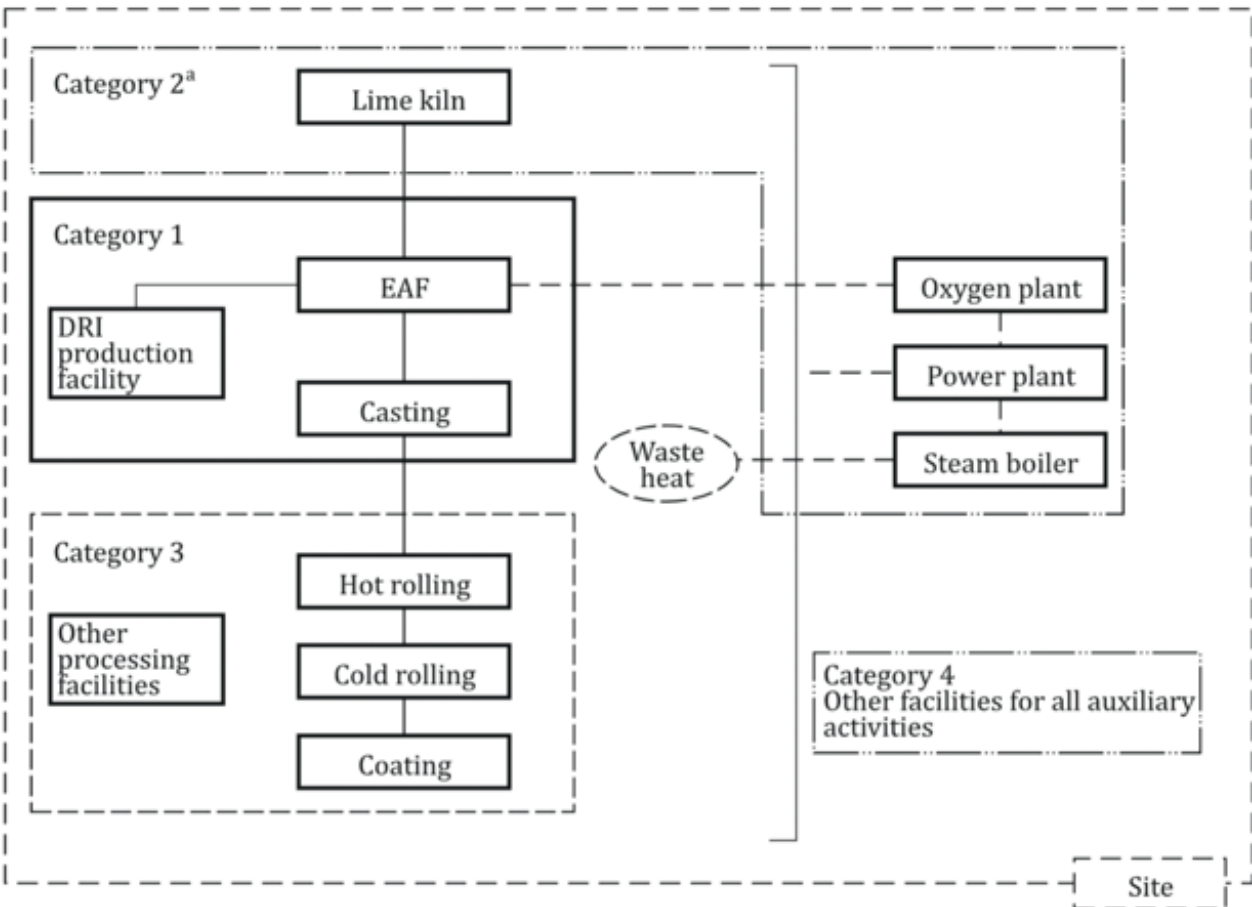 Category 2ᵃ
Lime kiln
Category 1
EAF
Oxygen plant
DRI
production
facility
Power plant
Casting
Waste
heat
Steam boiler
Category 3
Hot rolling
Other
processing
facilities
Cold rolling
Category 4
Other facilities for all auxiliary
activities
Coating
Site